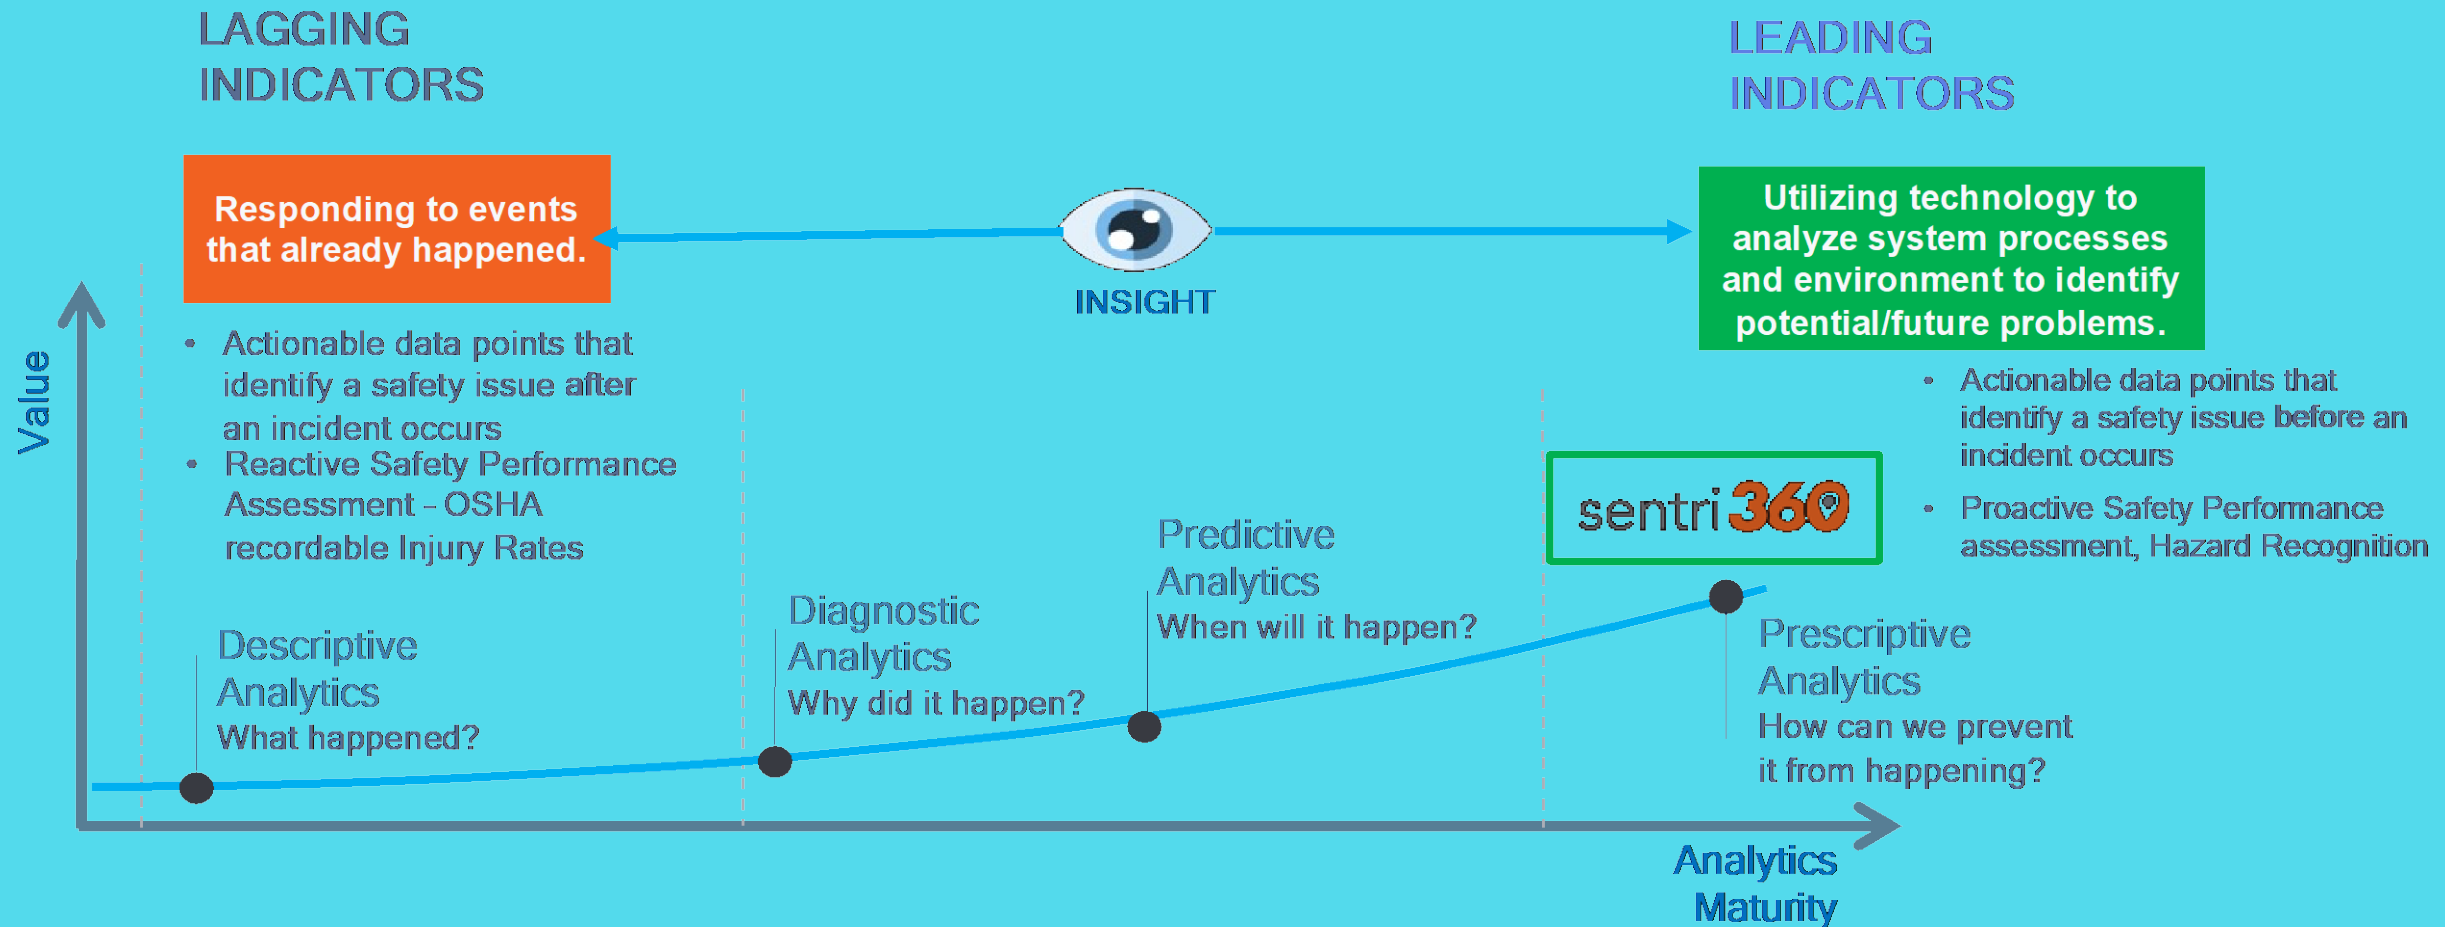 LAGGING
INDICATORS
LEADING
INDICATORS
Responding to events
that already happened.
INSIGHT
Utilizing technology to
analyze system processes
and environment to identify
potential/future problems.
Value
• Actionable data points that
identify a safety issue after
an incident occurs
• Reactive Safety Performance
Assessment - OSHA
recordable Injury Rates
• Actionable data points that
identify a safety issue before an
incident occurs
• Proactive Safety Performance
assessment, Hazard Recognition
sentri360
Descriptive
Analytics
What happened?
Diagnostic
Analytics
Why did it happen?
Predictive
Analytics
When will it happen?
Prescriptive
Analytics
How can we prevent
it from happening?
Analytics
Maturity